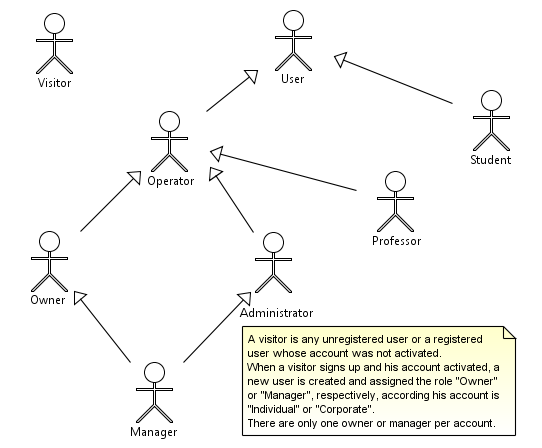 Visitor
User
Student
Operator
Professor
Owner
Administrator
Manager
A visitor is any unregistered user or a registered
user whose account was not activated.
When a visitor signs up and his account activated, a
new user is created and assigned the role "Owner"
or "Manager", respectively, according his account is
"Individual" or "Corporate".
There are only one owner or manager per account.